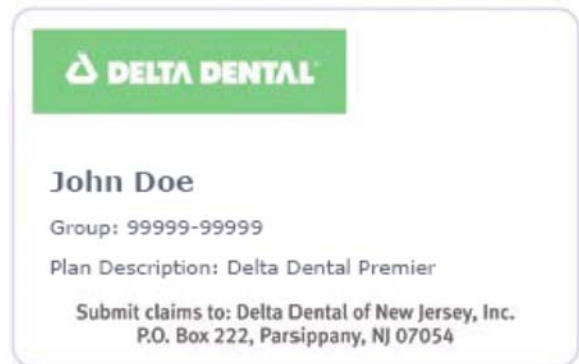 DELTA DENTAL
John Doe
Group: 99999-99999
Plan Description: Delta Dental Premier
Submit claims to: Delta Dental of New Jersey, Inc.
P.O. Box 222, Parsippany, NJ 07054